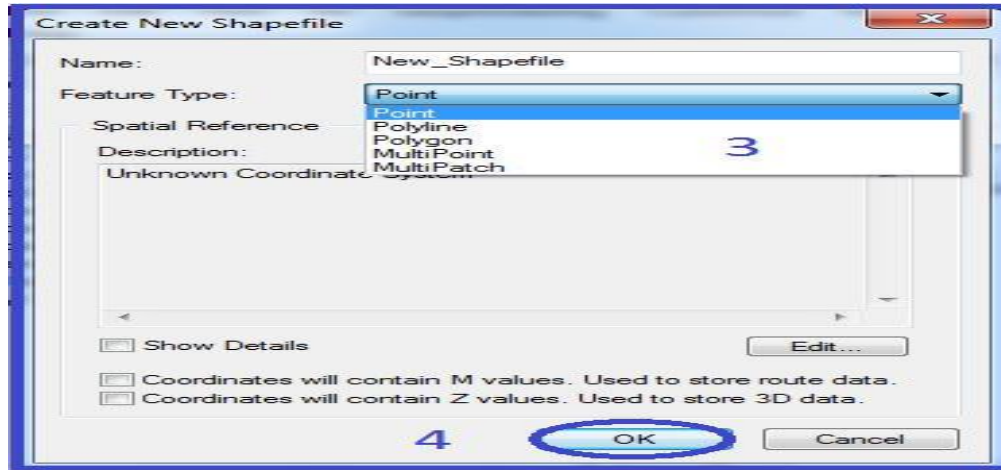 Create New Shapefile
Name: New_Shapefile
Feature Type: Point
Point
Spatial Reference Polyline
Polygon 3
Description: MultiPoint
MultiPatch
Unknown Coordinate System
Show Details Edit...
Coordinates will contain M values. Used to store route data.
Coordinates will contain Z values. Used to store 3D data.
4 OK Cancel